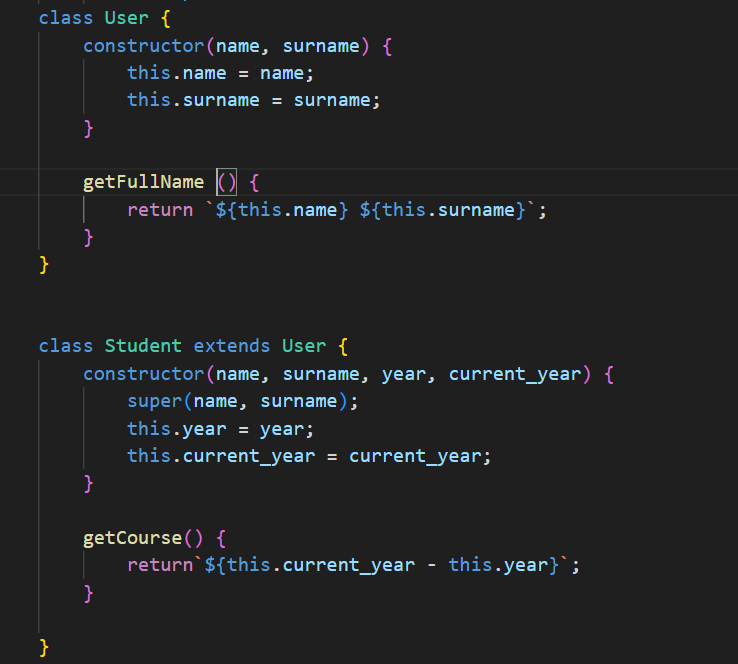 class User {
    constructor(name, surname) {
        this.name = name;
        this.surname = surname;
    }
    getFullName () {
        return `${this.name} ${this.surname}`;
    }
}
class Student extends User {
    constructor(name, surname, year, current_year) {
        super(name, surname);
        this.year = year;
        this.current_year = current_year;
    }
    getCourse() {
        return`${this.current_year - this.year}`;
    }
}